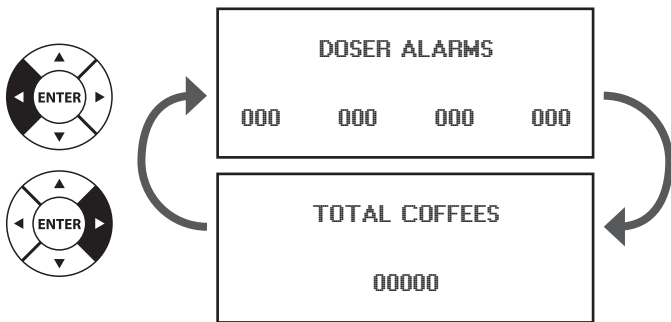 DOSER ALARMS
ENTER
000 000 000 000
ENTER
TOTAL COFFEES
00000